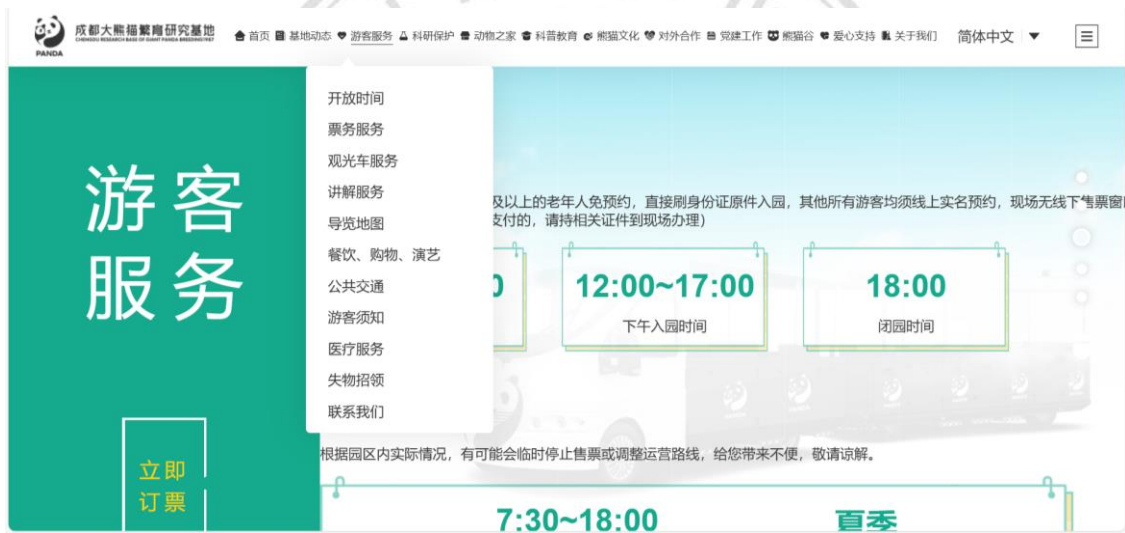 成都大熊猫繁育研究基地
CHENGDU RESEARCH BASE OF GIANT PANDA BREEDING
PANDA
首页 基地动态 游客服务 科研保护 动物之家 科普教育 熊猫文化 对外合作 党建工作 熊猫谷 爱心支持 关于我们 简体中文
开放时间
票务服务
观光车服务
讲解服务
导览地图
餐饮、购物、演艺
公共交通
游客须知
医疗服务
失物招领
联系我们
游客
服务
立即
订票
及以上的老年人免预约，直接刷身份证原件入园，其他所有游客均须线上实名预约，现场无线下售票窗
支付的，请持相关证件到现场办理）
0
12:00~17:00
下午入园时间
18:00
闭园时间
根据园区内实际情况，有可能会临时停止售票或调整运营路线，给您带来不便，敬请谅解。
7:30~18:00
夏季